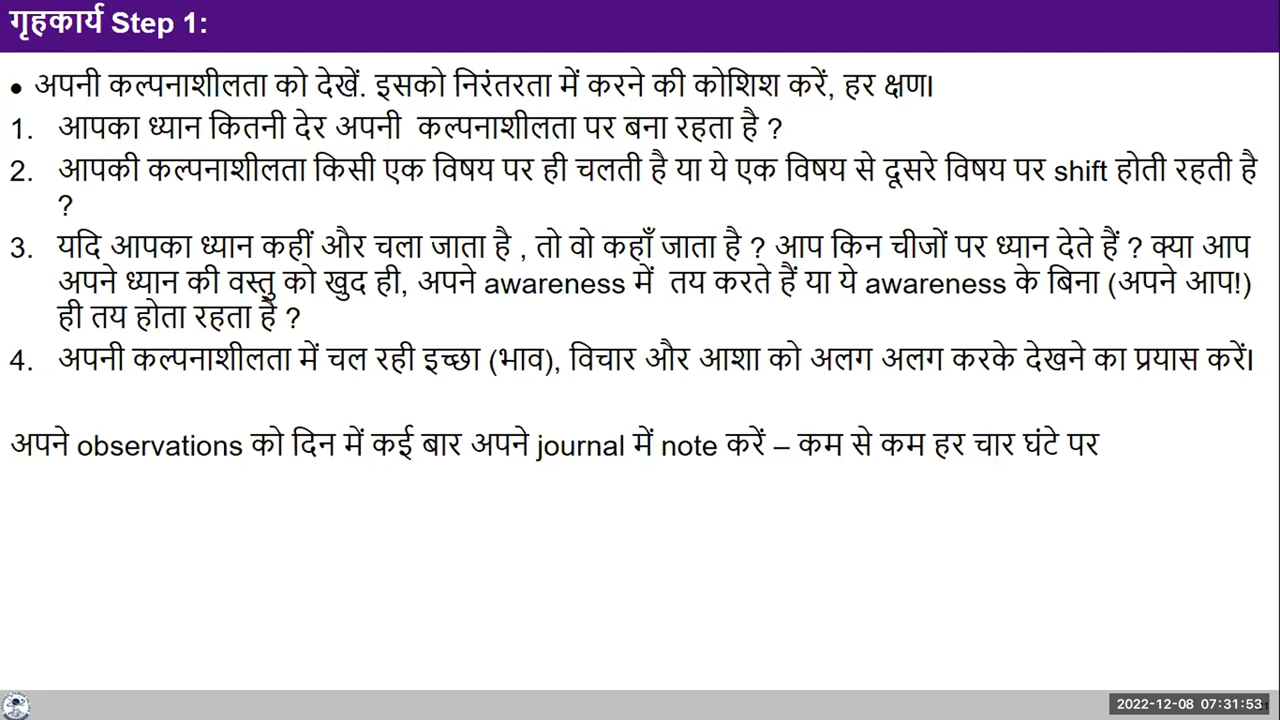 गृहकार्य Step 1:
• अपनी कल्पनाशीलता को देखें. इसको निरंतरता में करने की कोशिश करें, हर क्षण।
1. आपका ध्यान कितनी देर अपनी कल्पनाशीलता पर बना रहता है ?
2. आपकी कल्पनाशीलता किसी एक विषय पर ही चलती है या ये एक विषय से दूसरे विषय पर shift होती रहती है
?
3. यदि आपका ध्यान कहीं और चला जाता है , तो वो कहाँ जाता है ? आप किन चीजों पर ध्यान देते हैं ? क्या आप
अपने ध्यान की वस्तु को खुद ही, अपने awareness में तय करते हैं या ये awareness के बिना (अपने आप!)
ही तय होता रहता है ?
4. अपनी कल्पनाशीलता में चल रही इच्छा (भाव), विचार और आशा को अलग अलग करके देखने का प्रयास करें।
अपने observations को दिन में कई बार अपने journal में note करें – कम से कम हर चार घंटे पर
2022-12-08 07:31:53